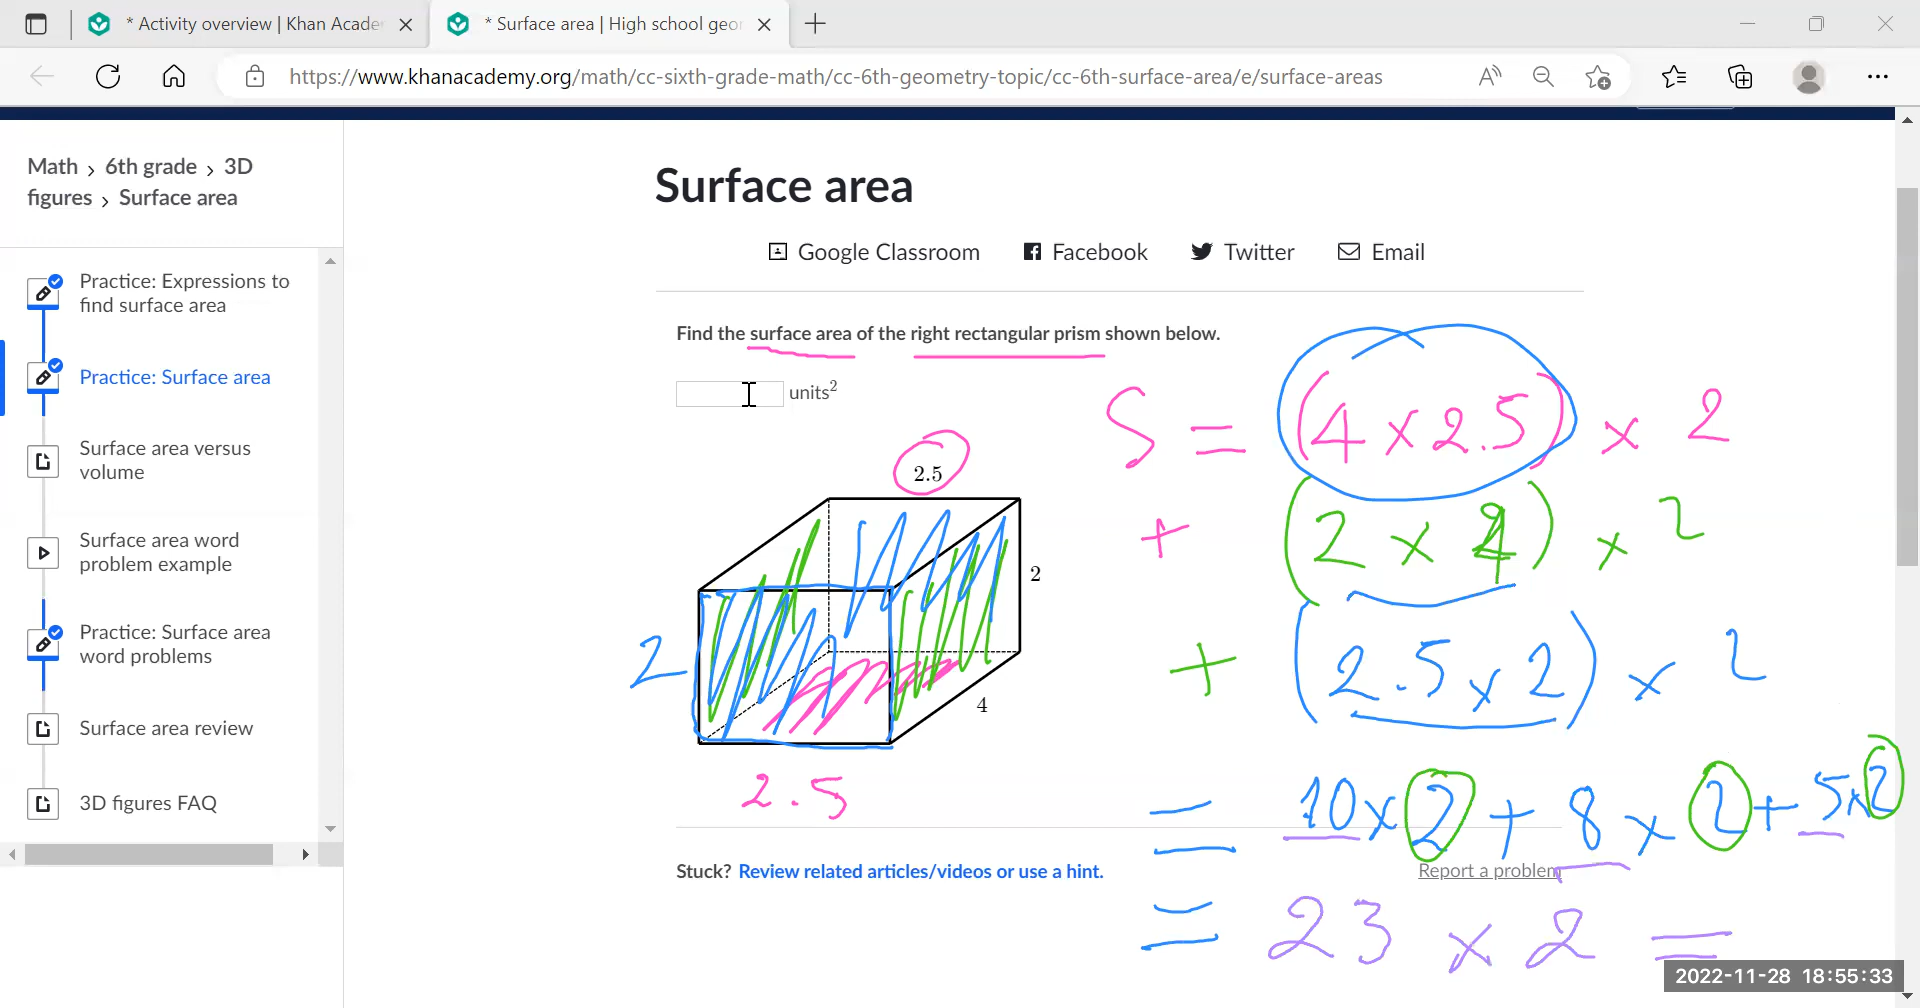 * Activity overview | Khan Acade
* Surface area | High school geor
https://www.khanacademy.org/math/cc-sixth-grade-math/cc-6th-geometry-topic/cc-6th-surface-area/e/surface-areas
Math > 6th grade > 3D
figures > Surface area
Practice: Expressions to
find surface area
Practice: Surface area
Surface area versus
volume
Surface area word
problem example
Practice: Surface area
word problems
Surface area review
3D figures FAQ
Surface area
Google Classroom Facebook Twitter Email
Find the surface area of the right rectangular prism shown below.
units²
2.5
2
4
2
2.5
S = (4 x 2.5) x 2
+ (2 x 4) x 2
+ (2.5 x 2) x 2
= 10 x 2 + 8 x 2 + 5 x 2
= 23 x 2 =
Stuck? Review related articles/videos or use a hint.
Report a problem
2022-11-28 18:55:33